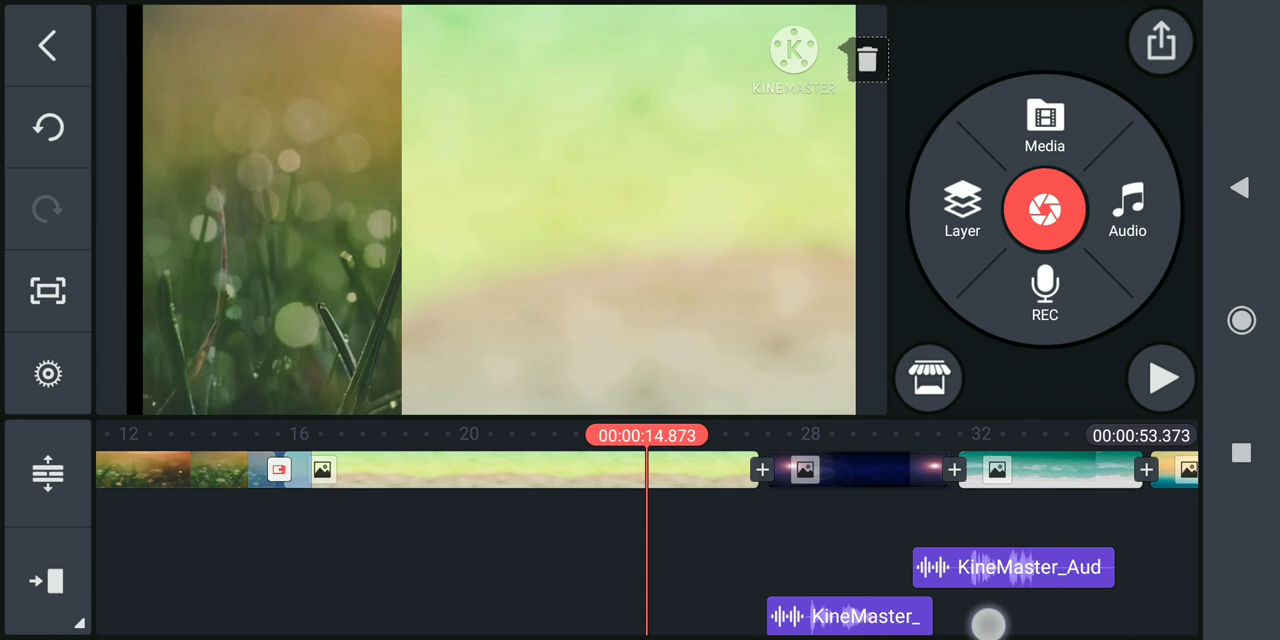 KINEMASTER
Media
Layer
Audio
REC
12
16
20
00:00:14.873
28
32
00:00:53.373
KineMaster_Aud
KineMaster_